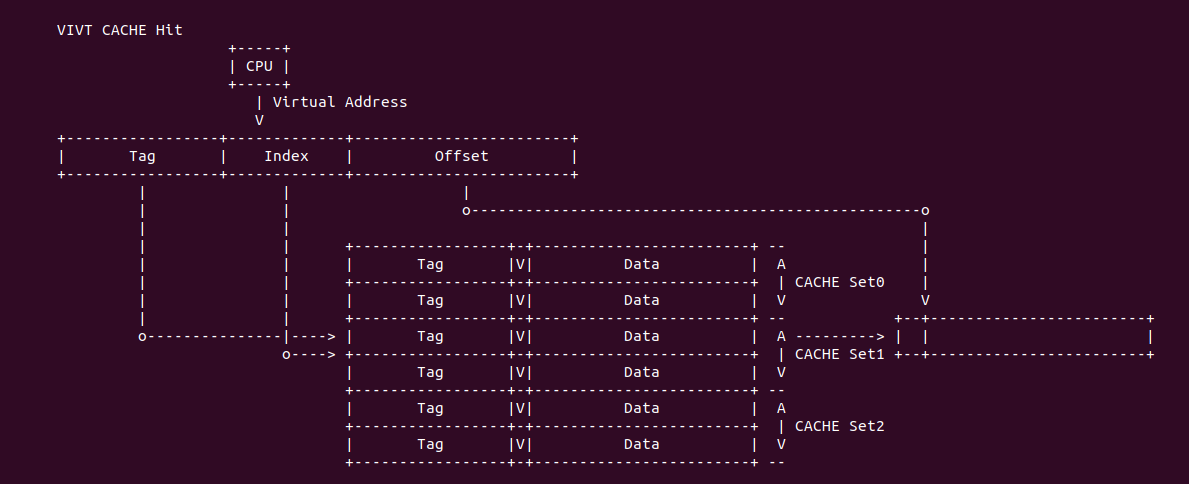 VIVT CACHE Hit
+-----+
| CPU |
+-----+
| Virtual Address
V
+-----------------+-------------+------------------------+
|       Tag       |    Index    |         Offset         |
+-----------------+-------------+------------------------+
         |               |                   |
         |               |                   o--------------------------------------------------o
         |               |                                                                      |
         |               |      +-----------------+-+------------------------+ --               |
         |               |      |       Tag       |V|          Data          |  A               |
         |               |      +-----------------+-+------------------------+  | CACHE Set0    |
         |               |      |       Tag       |V|          Data          |  V               V
         |               |      +-----------------+-+------------------------+ --            +--+------------------------+
         o---------------|----> |       Tag       |V|          Data          |  A ---------> |  |                        |
                         o----> +-----------------+-+------------------------+  | CACHE Set1 +--+------------------------+
                                |       Tag       |V|          Data          |  V
                                +-----------------+-+------------------------+ --
                                |       Tag       |V|          Data          |  A
                                +-----------------+-+------------------------+  | CACHE Set2
                                |       Tag       |V|          Data          |  V
                                +-----------------+-+------------------------+ --